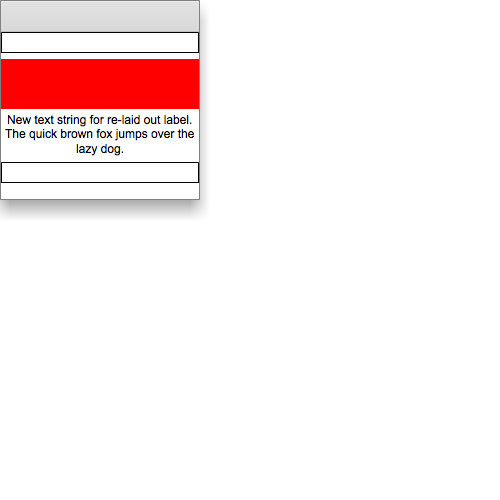 New text string for re-laid out label.
The quick brown fox jumps over the
lazy dog.